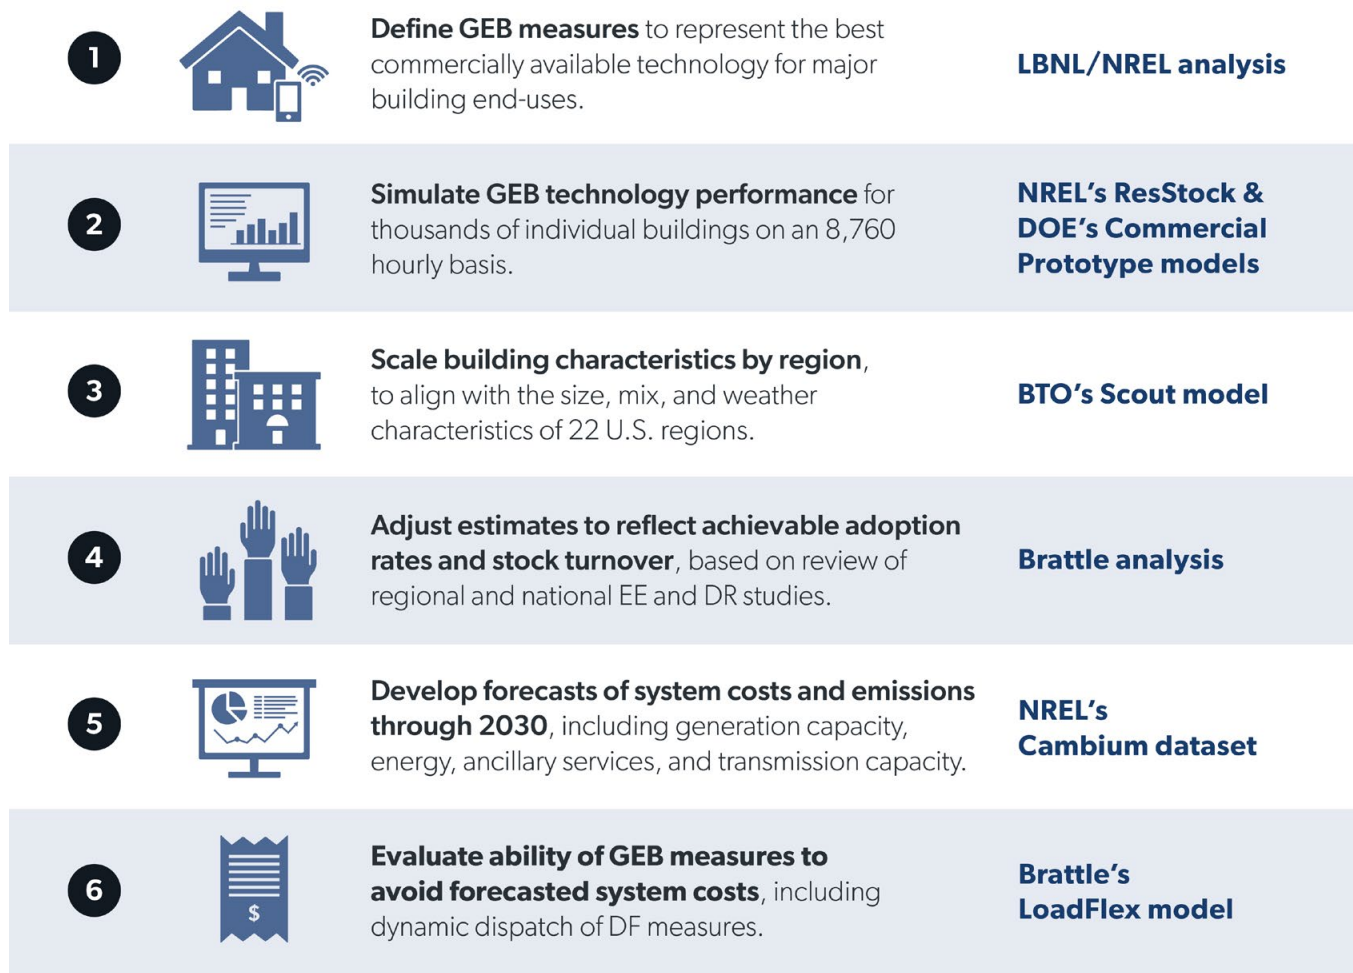 1
Define GEB measures to represent the best
commercially available technology for major
building end-uses.
LBNL/NREL analysis
2
Simulate GEB technology performance for
thousands of individual buildings on an 8,760
hourly basis.
NREL’s ResStock &
DOE’s Commercial
Prototype models
3
Scale building characteristics by region,
to align with the size, mix, and weather
characteristics of 22 U.S. regions.
BTO’s Scout model
4
Adjust estimates to reflect achievable adoption
rates and stock turnover, based on review of
regional and national EE and DR studies.
Brattle analysis
5
Develop forecasts of system costs and emissions
through 2030, including generation capacity,
energy, ancillary services, and transmission capacity.
NREL’s
Cambium dataset
6
$
Evaluate ability of GEB measures to
avoid forecasted system costs, including
dynamic dispatch of DF measures.
Brattle’s
LoadFlex model